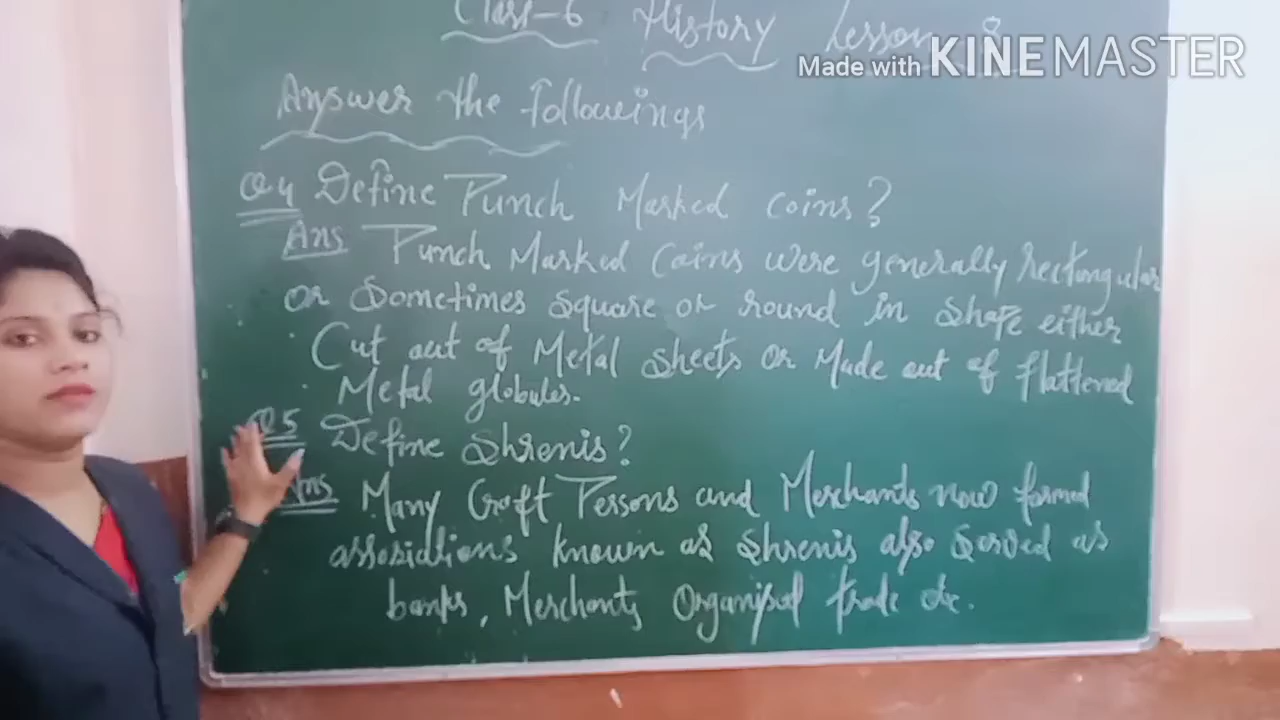 Class-6 History Lesson
Made with KINEMASTER
Answer the followings
Q4 Define Punch Marked coins?
Ans Punch Marked Coins were generally Rectangular
or Sometimes Square or round in Shape either
Cut out of Metal Sheets or Made out of flattened
Metal globules.
Q5 Define Shrenis?
Ans Many Craft Persons and Merchants now formed
assosiations known as Shrenis also Served as
banks, Merchants Organised trade etc.